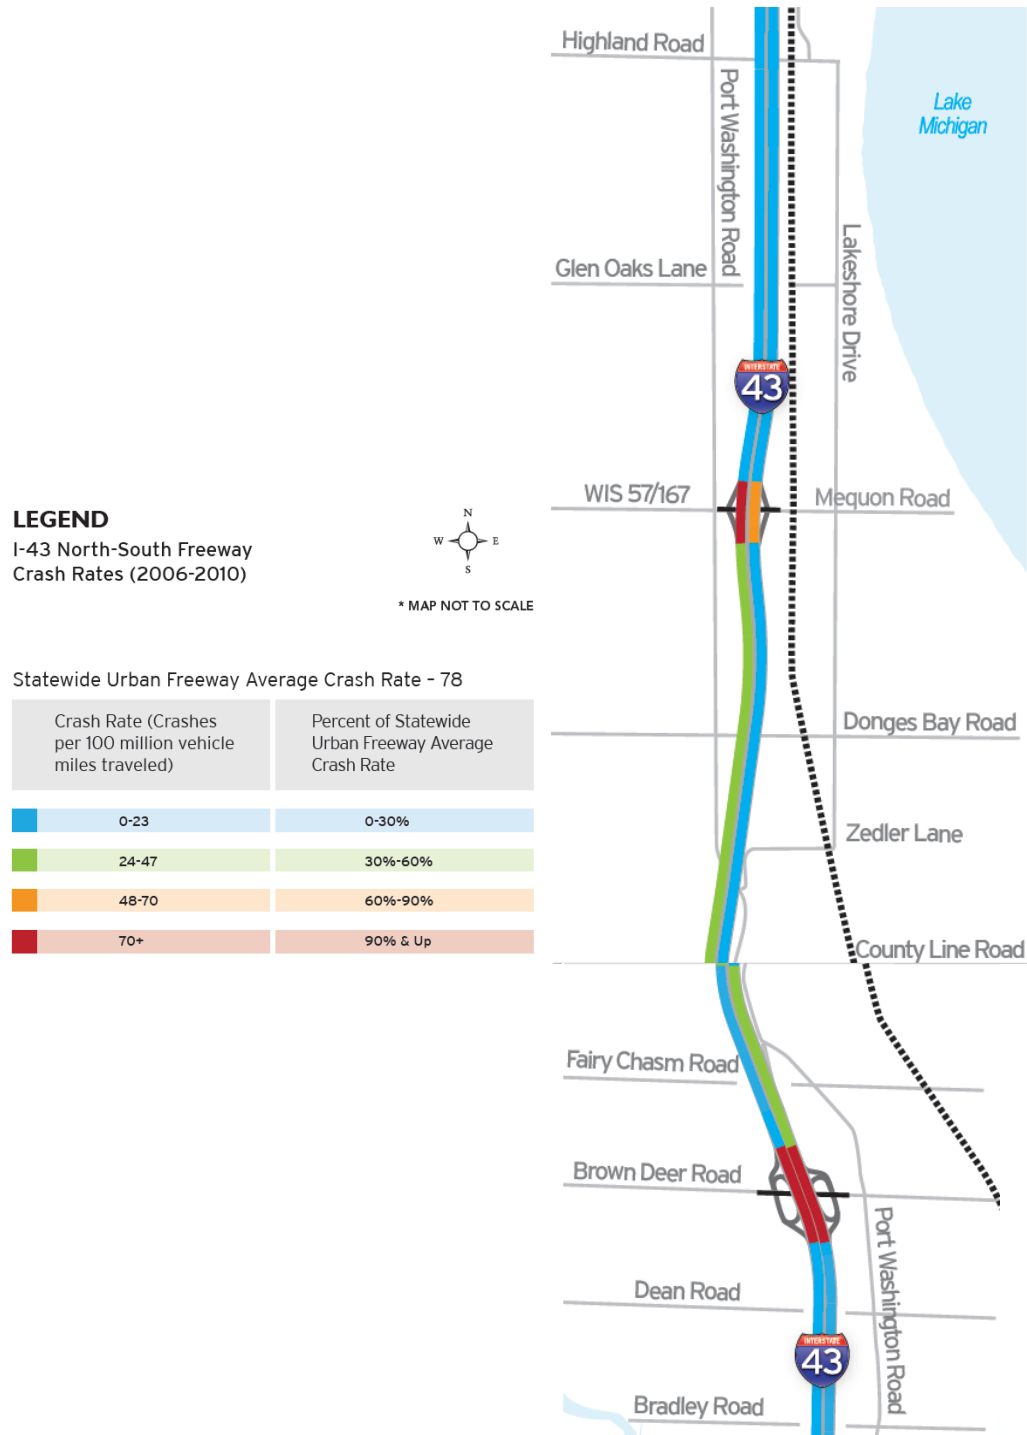 Highland Road
Port Washington Road
Lake
Michigan
Glen Oaks Lane
Lakeshore Drive
INTERSTATE
43
WIS 57/167
Mequon Road
LEGEND
I-43 North-South Freeway
Crash Rates (2006-2010)
N
W
E
S
* MAP NOT TO SCALE
Statewide Urban Freeway Average Crash Rate – 78
Crash Rate (Crashes
per 100 million vehicle
miles traveled)
Percent of Statewide
Urban Freeway Average
Crash Rate
0-23
0-30%
24-47
30%-60%
48-70
60%-90%
70+
90% & Up
Donges Bay Road
Zedler Lane
County Line Road
Fairy Chasm Road
Brown Deer Road
Port Washington Road
Dean Road
INTERSTATE
43
Bradley Road